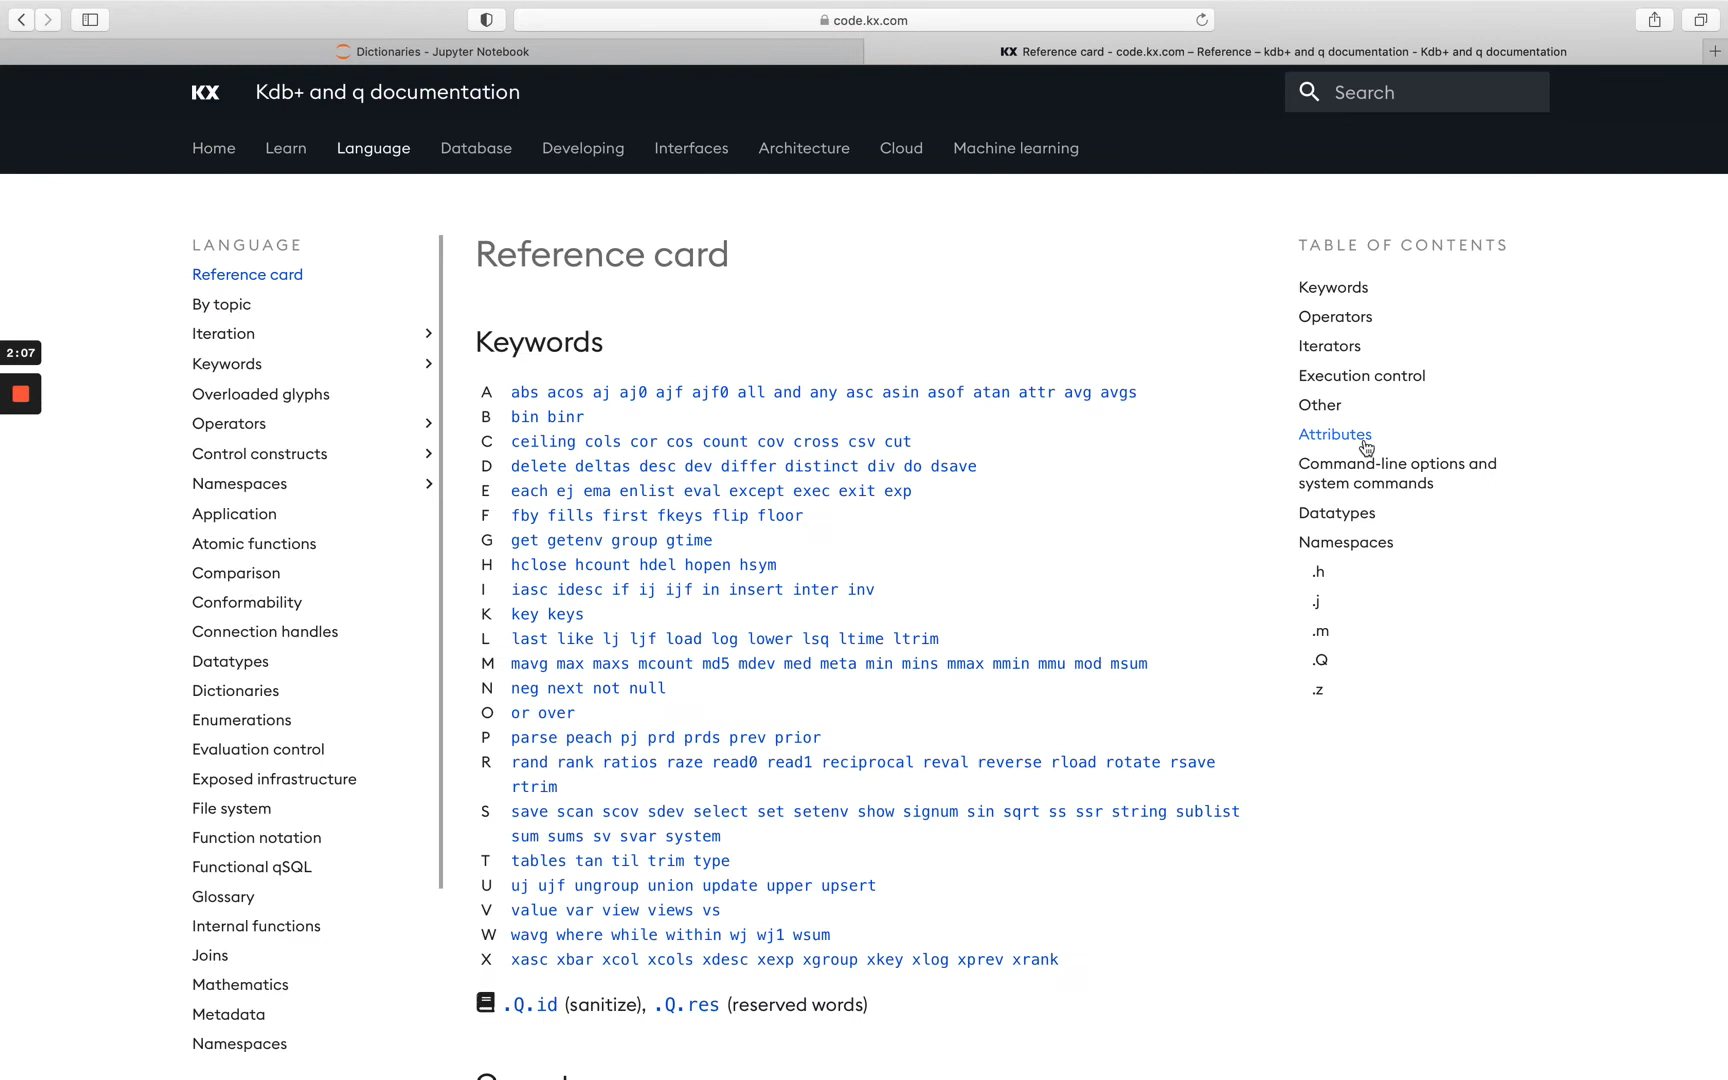 code.kx.com
Dictionaries - Jupyter Notebook
KX Reference card - code.kx.com – Reference – kdb+ and q documentation - Kdb+ and q documentation
KX Kdb+ and q documentation
Search
Home Learn Language Database Developing Interfaces Architecture Cloud Machine learning
LANGUAGE
Reference card
By topic
Iteration
Keywords
Overloaded glyphs
Operators
Control constructs
Namespaces
Application
Atomic functions
Comparison
Conformability
Connection handles
Datatypes
Dictionaries
Enumerations
Evaluation control
Exposed infrastructure
File system
Function notation
Functional qSQL
Glossary
Internal functions
Joins
Mathematics
Metadata
Namespaces
2:07
Reference card
Keywords
A abs acos aj aj0 ajf ajf0 all and any asc asin asof atan attr avg avgs
B bin binr
C ceiling cols cor cos count cov cross csv cut
D delete deltas desc dev differ distinct div do dsave
E each ej ema enlist eval except exec exit exp
F fby fills first fkeys flip floor
G get getenv group gtime
H hclose hcount hdel hopen hsym
I iasc idesc if ij ijf in insert inter inv
K key keys
L last like lj ljf load log lower lsq ltime ltrim
M mavg max maxs mcount md5 mdev med meta min mins mmax mmin mmu mod msum
N neg next not null
O or over
P parse peach pj prd prds prev prior
R rand rank ratios raze read0 read1 reciprocal reval reverse rload rotate rsave
rtrim
S save scan scov sdev select set setenv show signum sin sqrt ss ssr string sublist
sum sums sv svar system
T tables tan til trim type
U uj ujf ungroup union update upper upsert
V value var view views vs
W wavg where while within wj wj1 wsum
X xasc xbar xcol xcols xdesc xexp xgroup xkey xlog xprev xrank
.Q.id (sanitize), .Q.res (reserved words)
TABLE OF CONTENTS
Keywords
Operators
Iterators
Execution control
Other
Attributes
Command-line options and
system commands
Datatypes
Namespaces
.h
.j
.m
.Q
.z